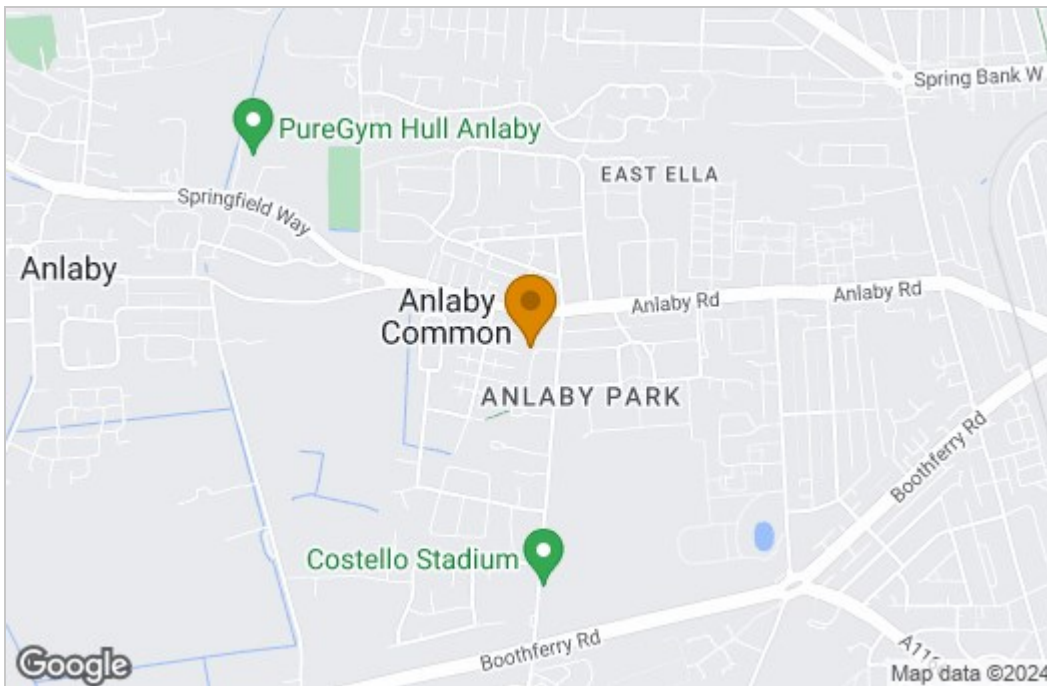 Spring Bank W
PureGym Hull Anlaby
EAST ELLA
Springfield Way
Anlaby
Anlaby
Common
Anlaby Rd
Anlaby Rd
ANLABY PARK
Boothferry Rd
Costello Stadium
Boothferry Rd
Google
Map data ©2024